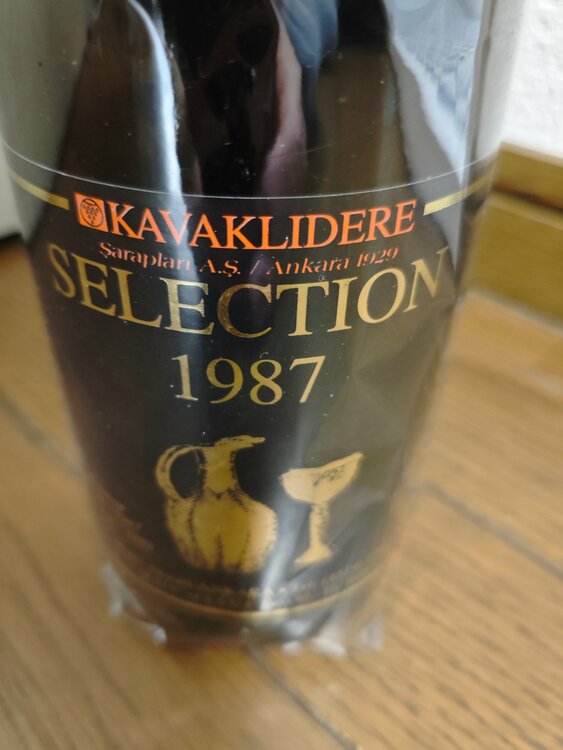 KAVAKLIDERE
Şarapları A.Ş. / Ankara 1929
SELECTION
1987